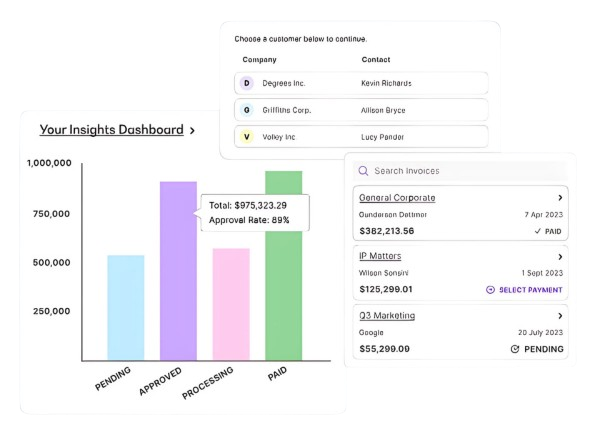 Choose a customer below to continue.
Company Contact
D Degrees Inc. Kevin Richards
G Griffiths Corp. Allison Bryce
V Volley Inc Lucy Pandor
Your Insights Dashboard >
1,000,000
750,000
500,000
250,000
Total: $975,323.29
Approval Rate: 89%
PENDING
APPROVED
PROCESSING
PAID
Search Invoices
General Corporate >
Gunderson Dettmer 7 Apr 2023
$382,213.56 ✓ PAID
IP Matters >
Wilson Sonsini 1 Sept 2023
$125,299.01 SELECT PAYMENT
Q3 Marketing >
Google 20 July 2023
$55,299.09 PENDING